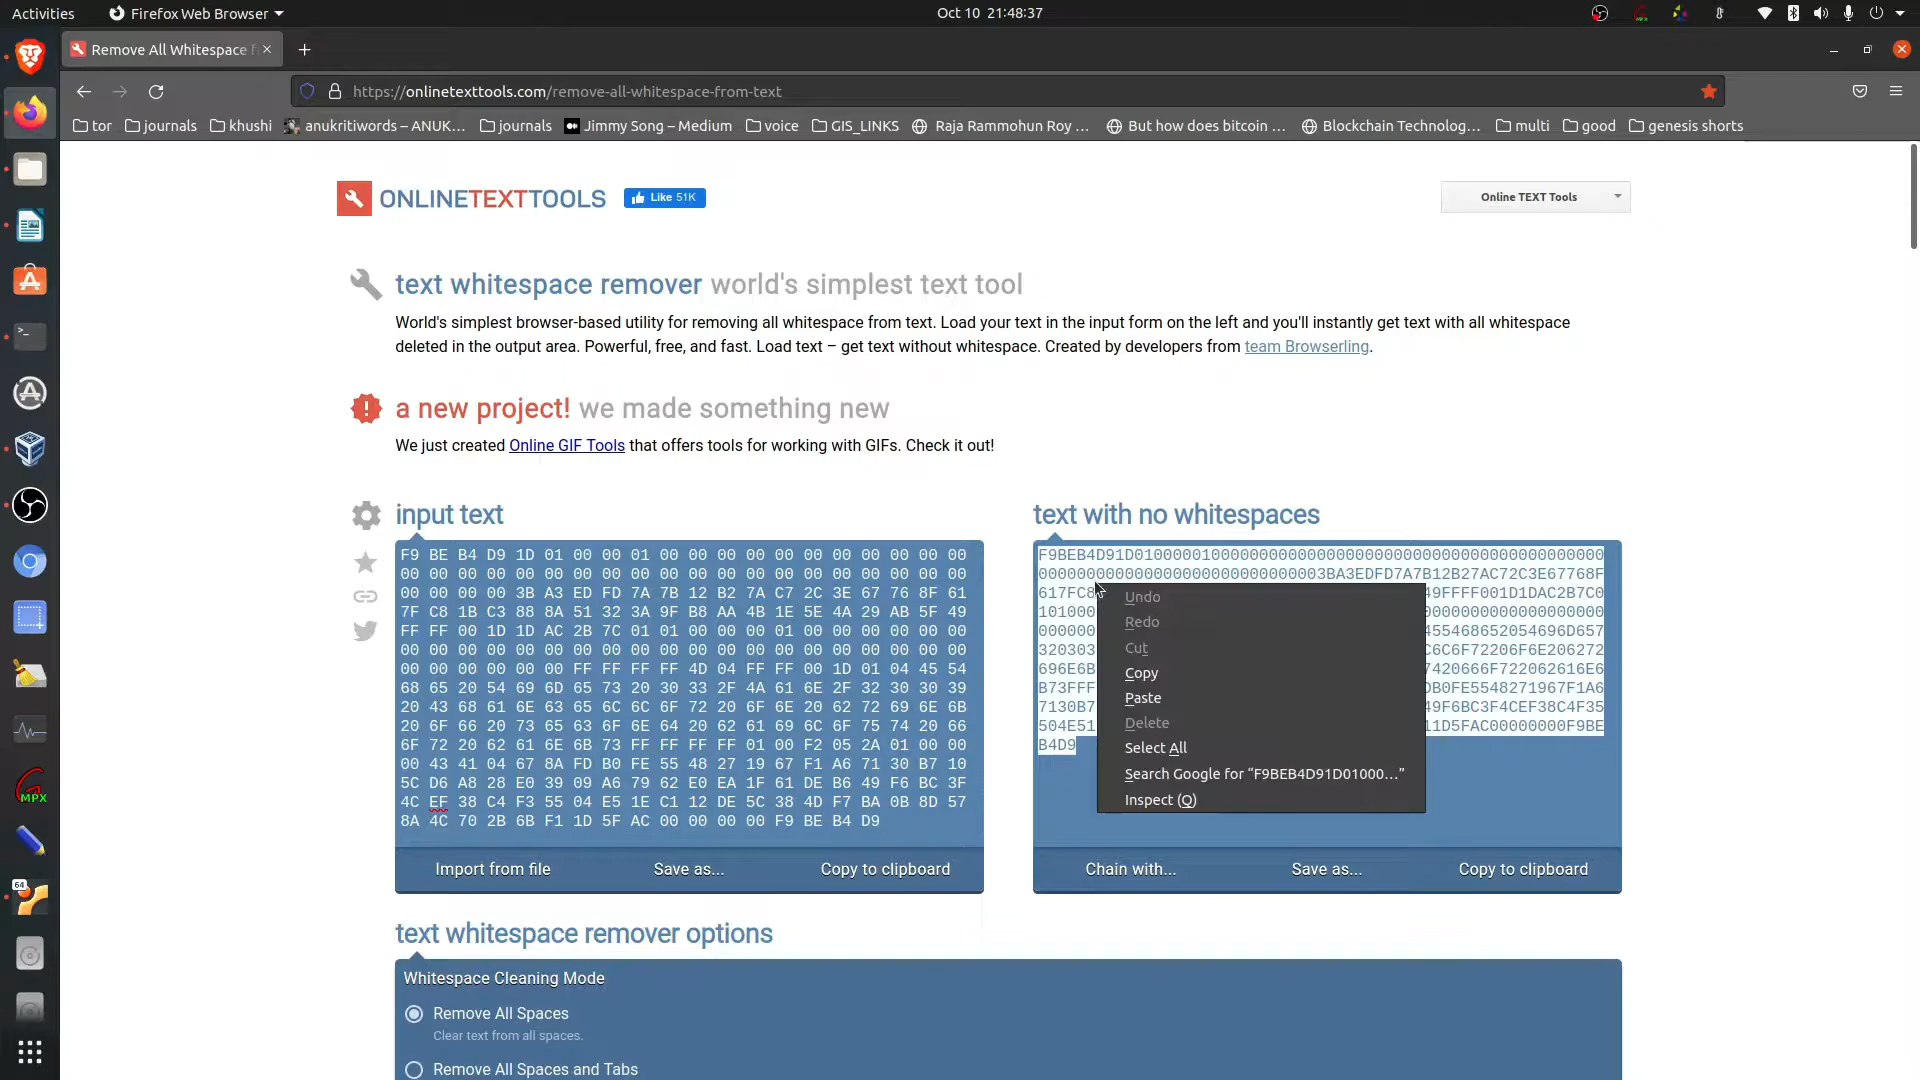 Activities
Firefox Web Browser
Oct 10 21:48:37
Remove All Whitespace f
https://onlinetexttools.com/remove-all-whitespace-from-text
tor
journals
khushi
anukritiwords – ANUK…
journals
Jimmy Song – Medium
voice
GIS_LINKS
Raja Rammohun Roy …
But how does bitcoin …
Blockchain Technolog…
multi
good
genesis shorts
ONLINETEXTTOOLS
Like 51K
Online TEXT Tools
text whitespace remover world's simplest text tool
World's simplest browser-based utility for removing all whitespace from text. Load your text in the input form on the left and you'll instantly get text with all whitespace
deleted in the output area. Powerful, free, and fast. Load text – get text without whitespace. Created by developers from team Browserling.
a new project! we made something new
We just created Online GIF Tools that offers tools for working with GIFs. Check it out!
input text
F9 BE B4 D9 1D 01 00 00 01 00 00 00 00 00 00 00 00 00 00 00
00 00 00 00 00 00 00 00 00 00 00 00 00 00 00 00 00 00 00 00
00 00 00 00 3B A3 ED FD 7A 7B 12 B2 7A C7 2C 3E 67 76 8F 61
7F C8 1B C3 88 8A 51 32 3A 9F B8 AA 4B 1E 5E 4A 29 AB 5F 49
FF FF 00 1D 1D AC 2B 7C 01 01 00 00 00 01 00 00 00 00 00 00
00 00 00 00 00 00 00 00 00 00 00 00 00 00 00 00 00 00 00 00
00 00 00 00 00 00 FF FF FF FF 4D 04 FF FF 00 1D 01 04 45 54
68 65 20 54 69 6D 65 73 20 30 33 2F 4A 61 6E 2F 32 30 30 39
20 43 68 61 6E 63 65 6C 6C 6F 72 20 6F 6E 20 62 72 69 6E 6B
20 6F 66 20 73 65 63 6F 6E 64 20 62 61 69 6C 6F 75 74 20 66
6F 72 20 62 61 6E 6B 73 FF FF FF FF 01 00 F2 05 2A 01 00 00
00 43 41 04 67 8A FD B0 FE 55 48 27 19 67 F1 A6 71 30 B7 10
5C D6 A8 28 E0 39 09 A6 79 62 E0 EA 1F 61 DE B6 49 F6 BC 3F
4C EF 38 C4 F3 55 04 E5 1E C1 12 DE 5C 38 4D F7 BA 0B 8D 57
8A 4C 70 2B 6B F1 1D 5F AC 00 00 00 00 F9 BE B4 D9
Import from file
Save as...
Copy to clipboard
text with no whitespaces
F9BEB4D91D01000001000000000000000000000000000000000000000000
0000000000000000000000000000003BA3EDFD7A7B12B27AC72C3E67768F
617FC8 49FFFF001D1DAC2B7C0
101000 0000000000000000000
000000 455468652054696D657
320303 C6C6F72206F6E206272
696E6B 7420666F722062616E6
B73FFF DB0FE5548271967F1A6
7130B7 49F6BC3F4CEF38C4F35
504E51 11D5FAC00000000F9BE
B4D9
Undo
Redo
Cut
Copy
Paste
Delete
Select All
Search Google for “F9BEB4D91D01000…”
Inspect (Q)
Chain with...
Save as...
Copy to clipboard
text whitespace remover options
Whitespace Cleaning Mode
Remove All Spaces
Clear text from all spaces.
Remove All Spaces and Tabs
MPX
64